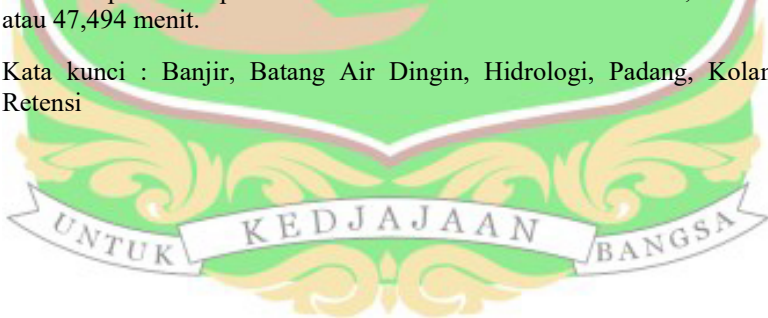 atau 47,494 menit.
Kata kunci : Banjir, Batang Air Dingin, Hidrologi, Padang, Kolam
Retensi
UNTUK KEDJAJAAN BANGSA